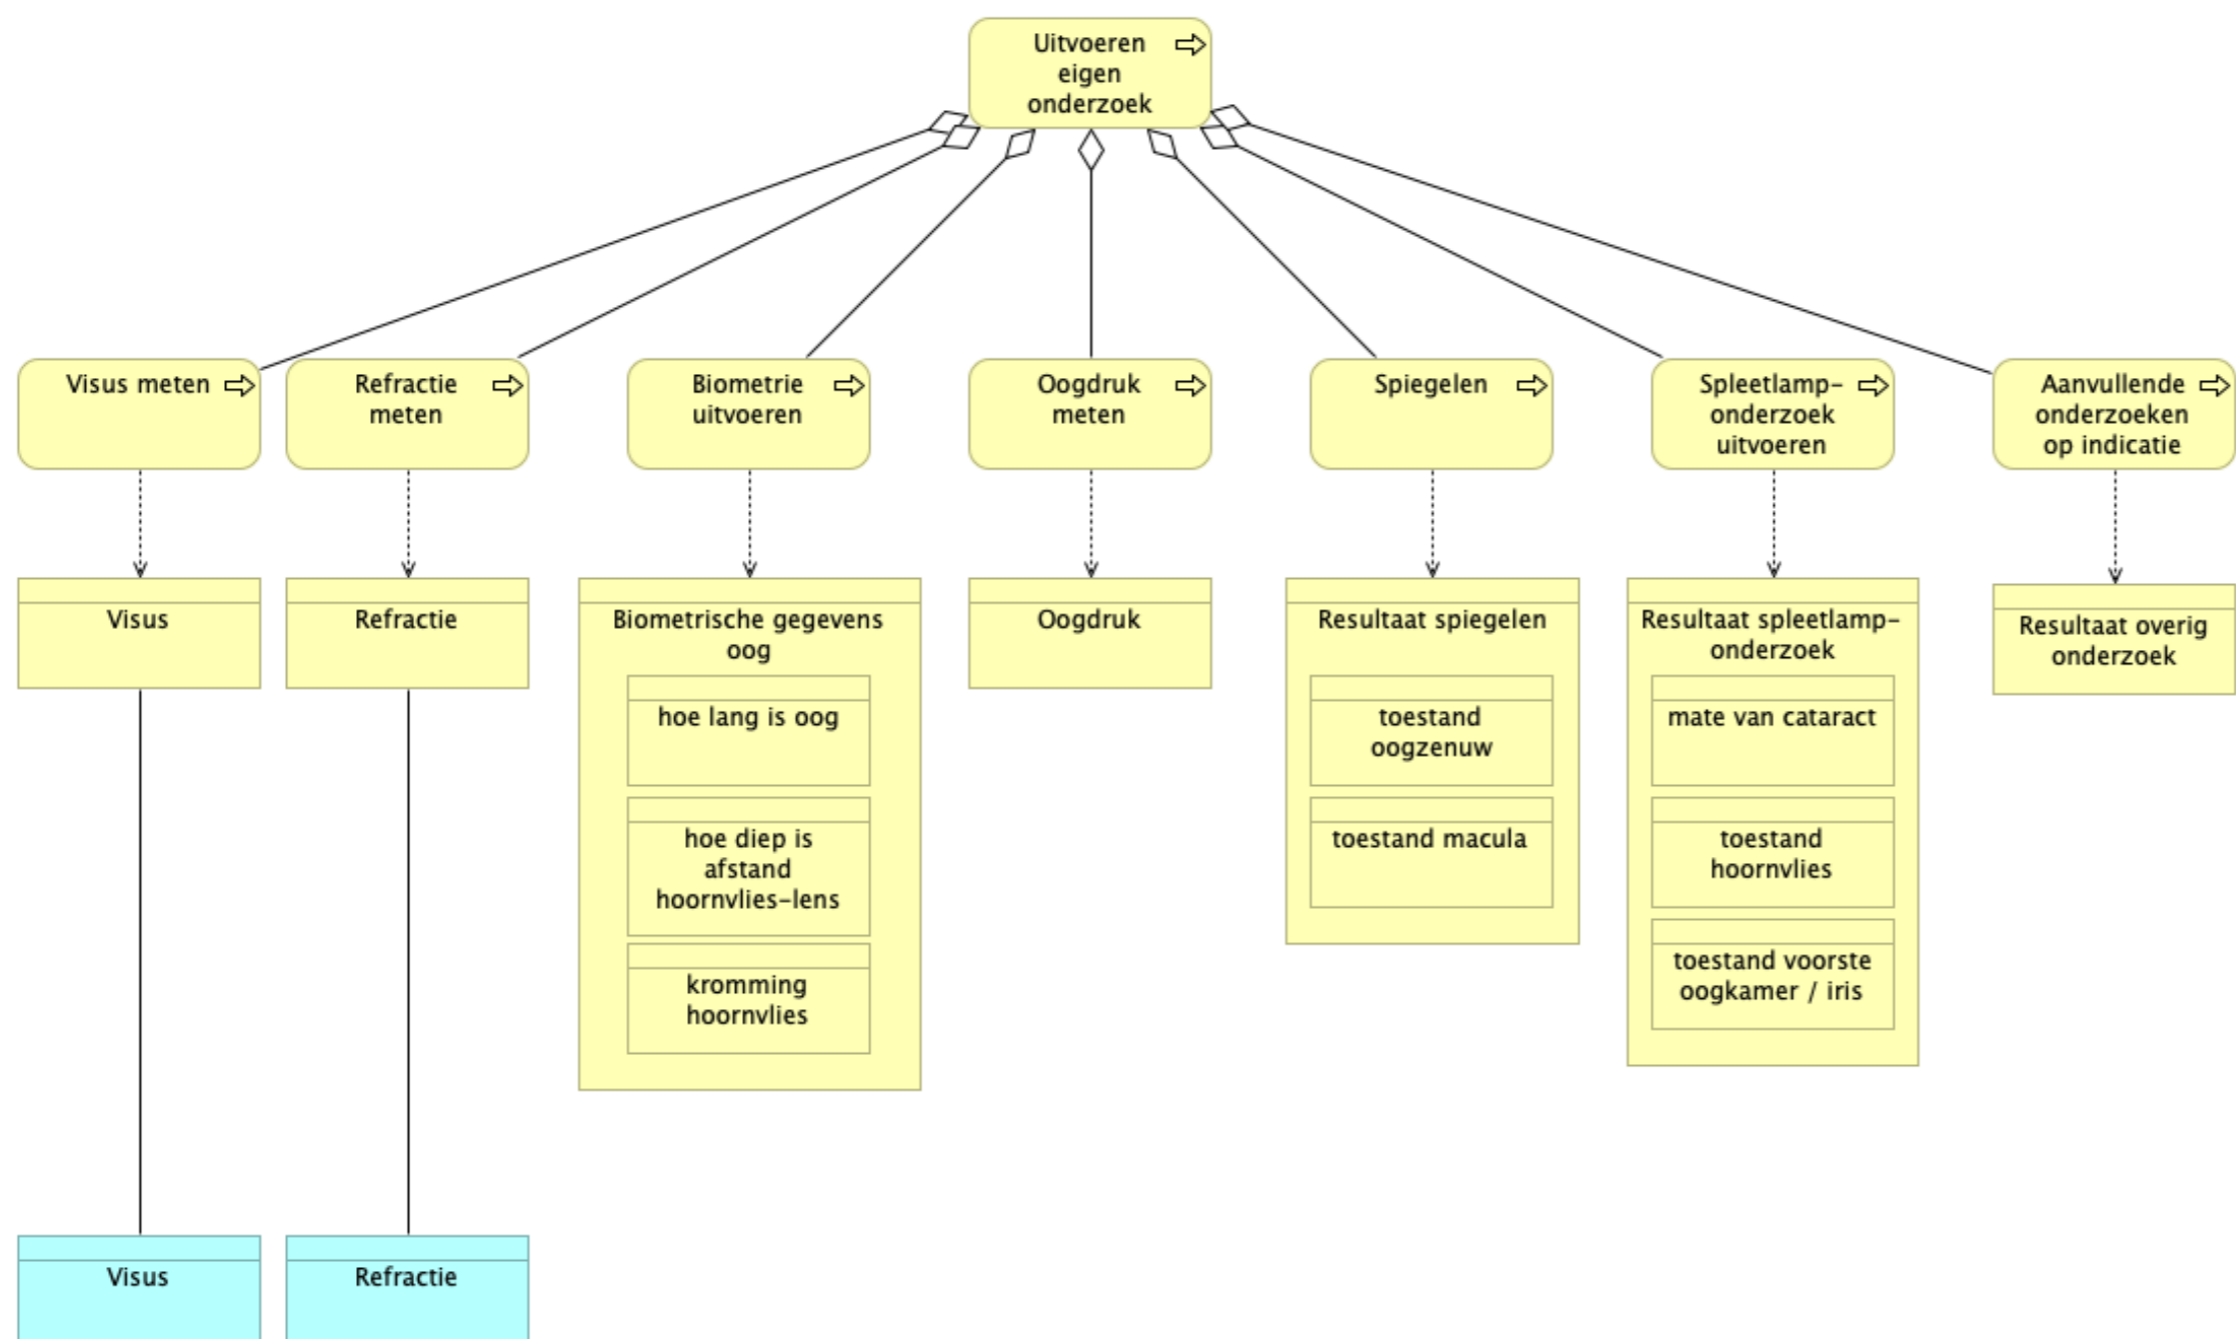 Uitvoeren
eigen
onderzoek
Visus meten
Refractie
meten
Biometrie
uitvoeren
Oogdruk
meten
Spiegelen
Spleetlamp-
onderzoek
uitvoeren
Aanvullende
onderzoeken
op indicatie
Visus
Refractie
Biometrische gegevens
oog
hoe lang is oog
hoe diep is
afstand
hoornvlies-lens
kromming
hoornvlies
Oogdruk
Resultaat spiegelen
toestand
oogzenuw
toestand macula
Resultaat spleetlamp-
onderzoek
mate van cataract
toestand
hoornvlies
toestand voorste
oogkamer / iris
Resultaat overig
onderzoek
Visus
Refractie